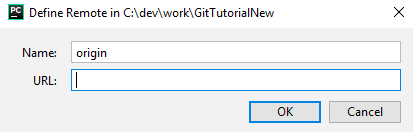 PC Define Remote in C:\dev\work\GitTutorialNew
Name: origin
URL:
OK Cancel